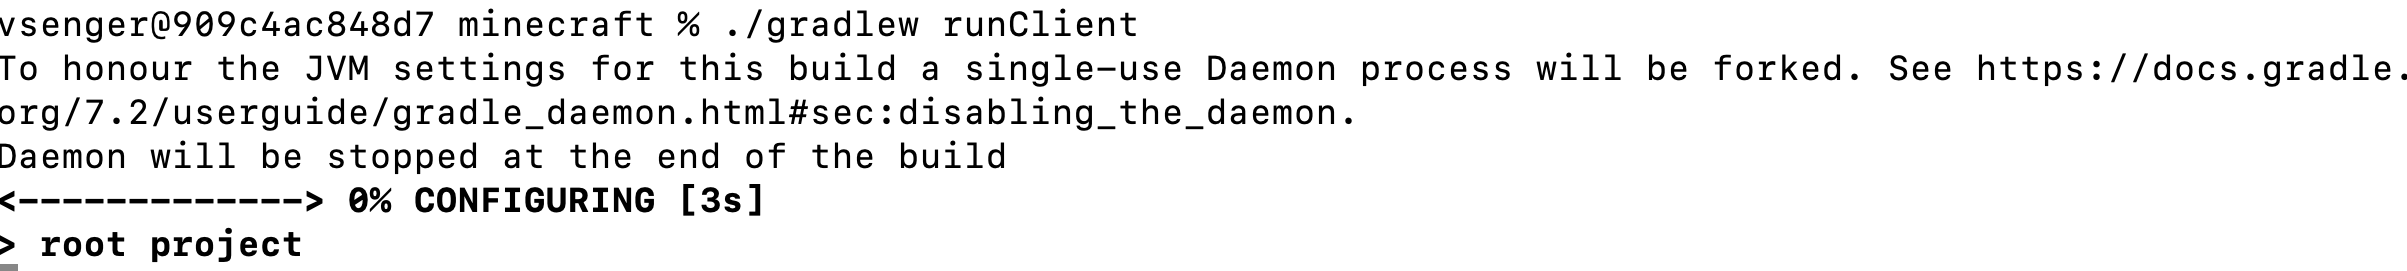 vsenger@909c4ac848d7 minecraft % ./gradlew runClient
To honour the JVM settings for this build a single-use Daemon process will be forked. See https://docs.gradle.
org/7.2/userguide/gradle_daemon.html#sec:disabling_the_daemon.
Daemon will be stopped at the end of the build
<-------------> 0% CONFIGURING [3s]
> root project